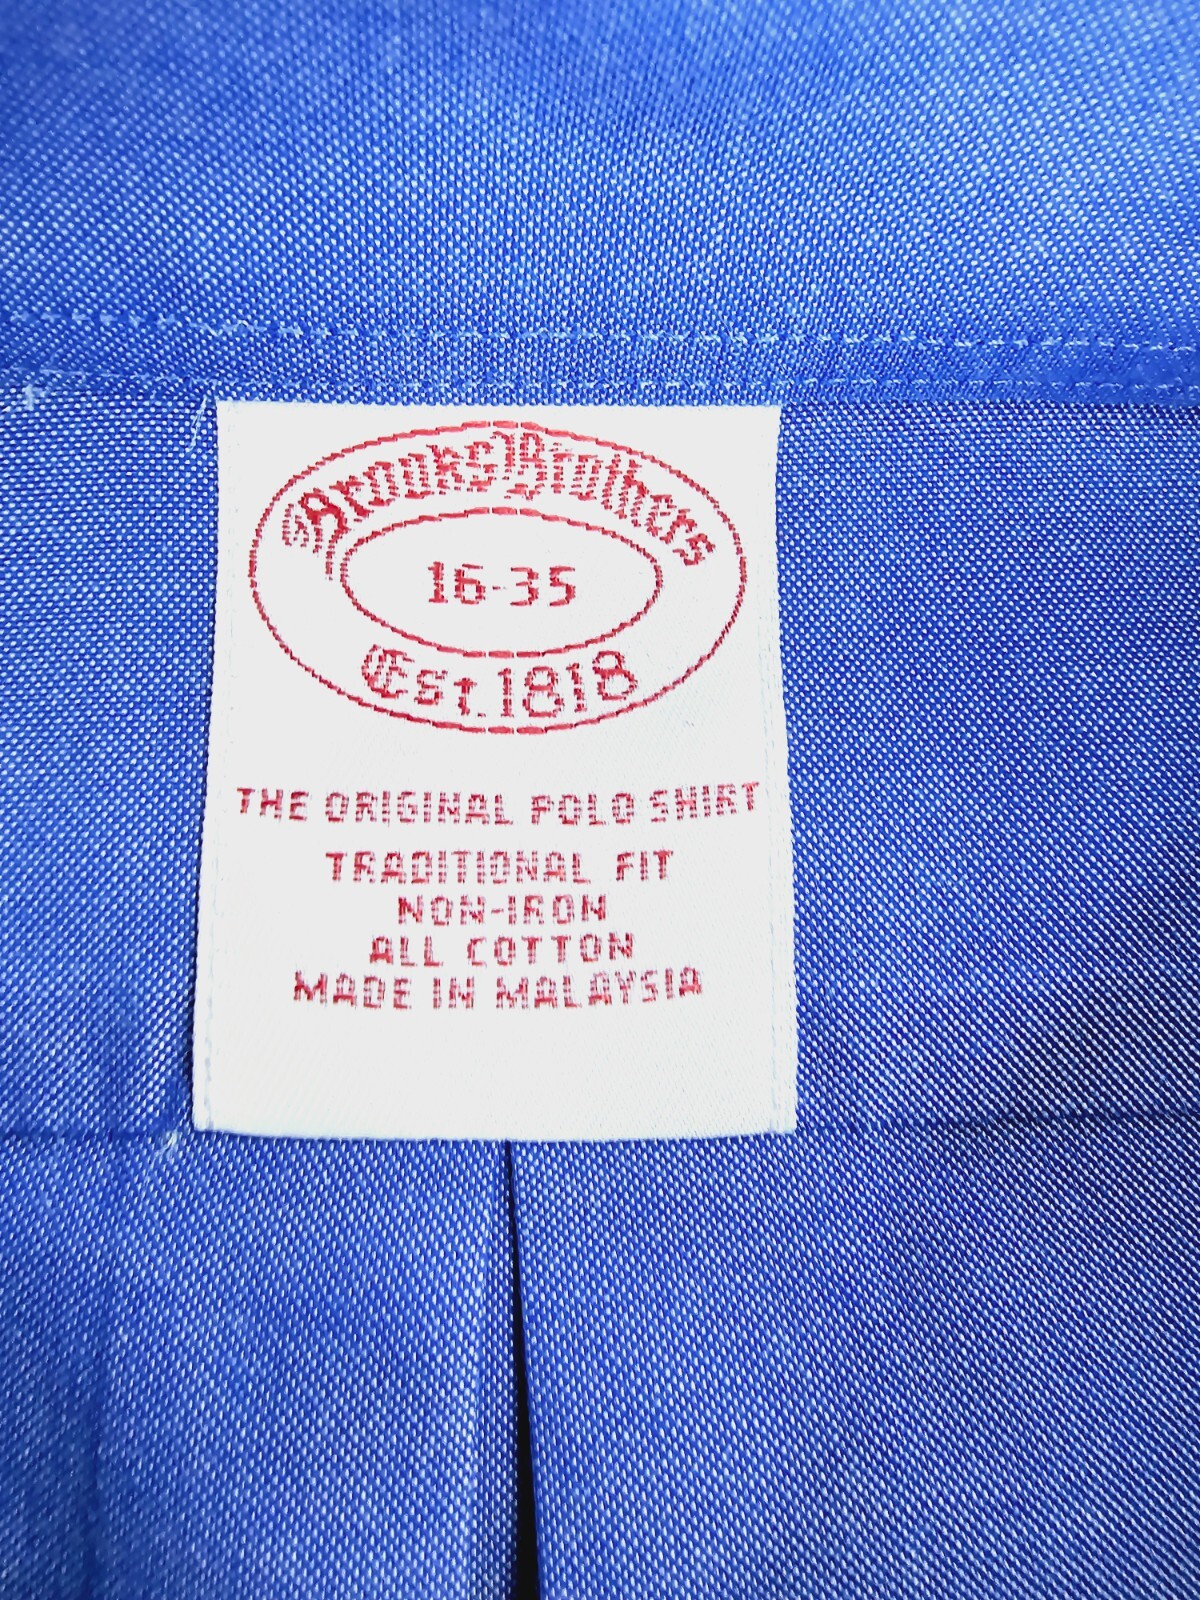 Brooks Brothers
16-35
Est.1818
THE ORIGINAL POLO SHIRT
TRADITIONAL FIT
NON-IRON
ALL COTTON
MADE IN MALAYSIA